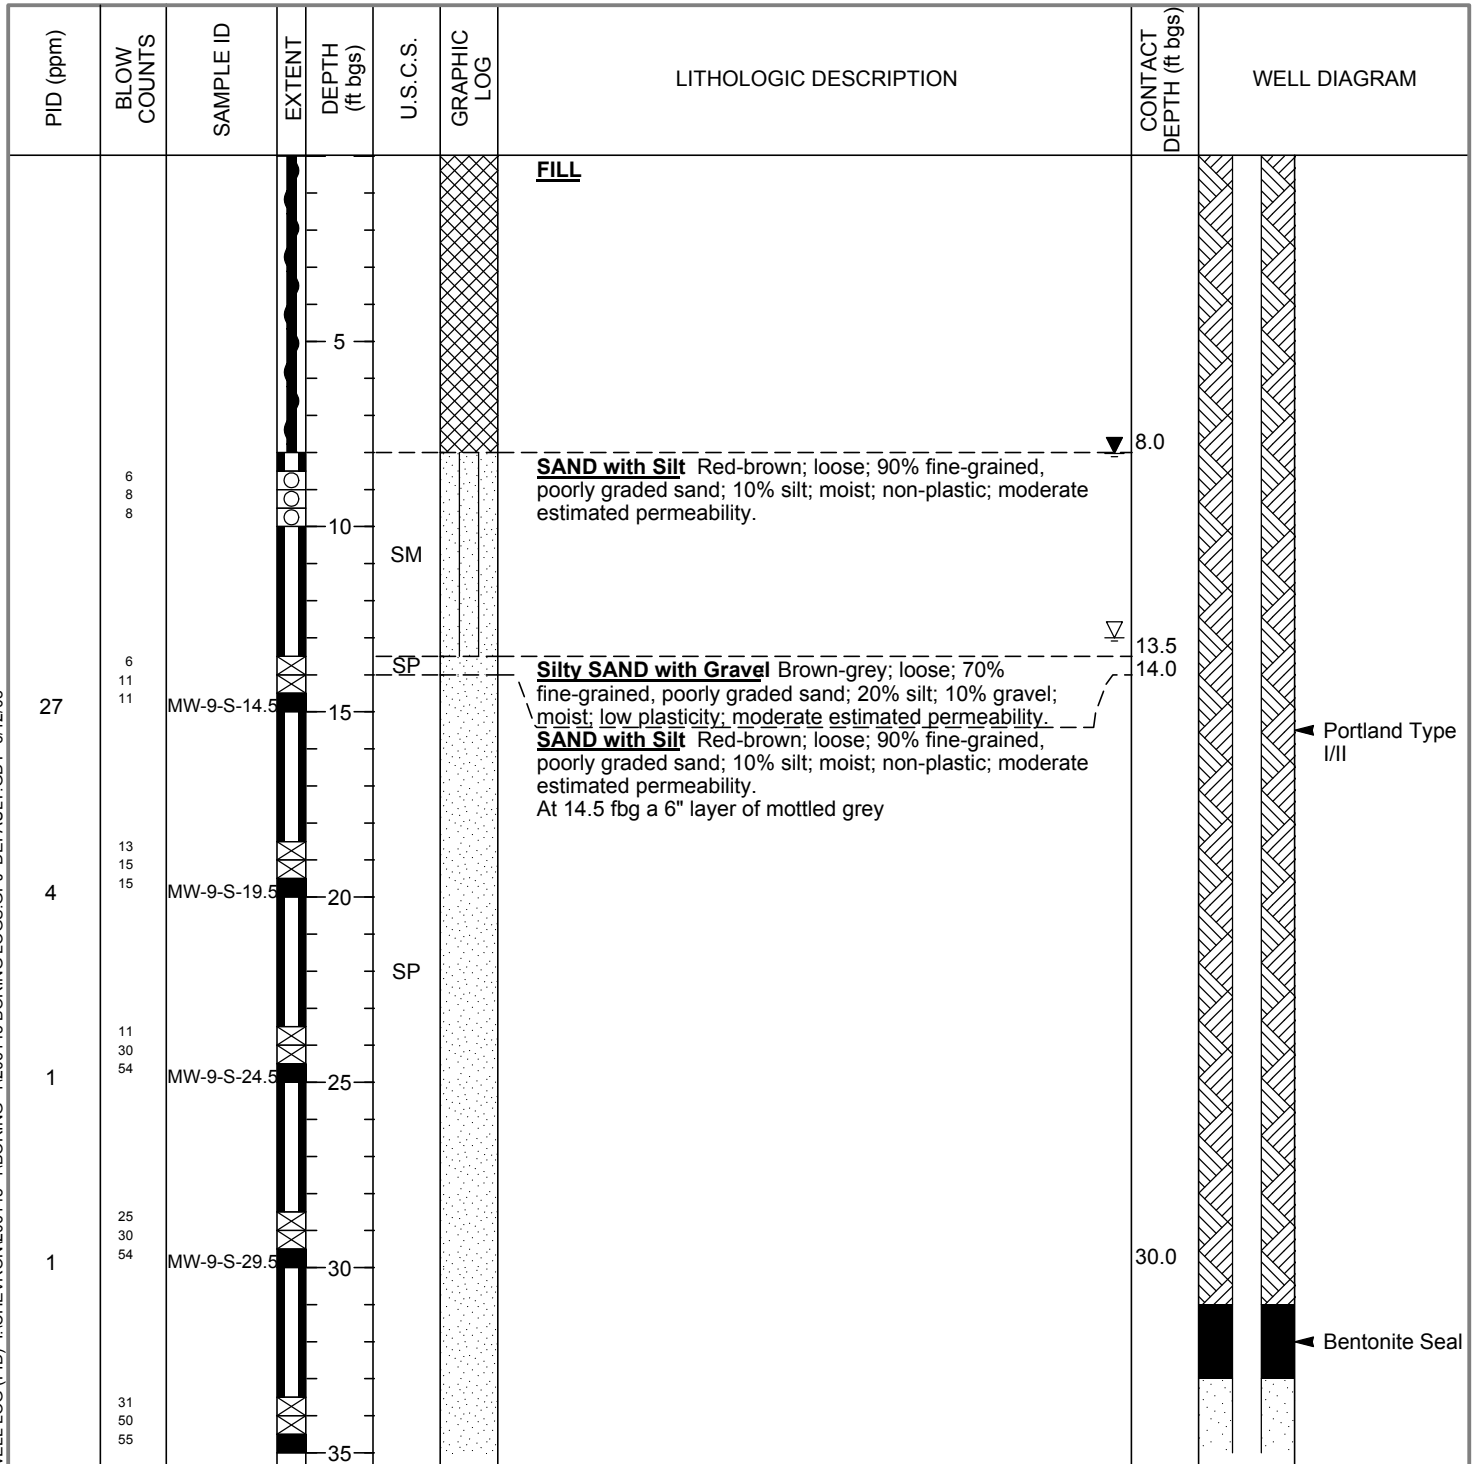 PID (ppm)
BLOW
COUNTS
SAMPLE ID
EXTENT
DEPTH
(ft bgs)
U.S.C.S.
GRAPHIC
LOG
LITHOLOGIC DESCRIPTION
CONTACT
DEPTH (ft bgs)
WELL DIAGRAM
FILL
5
8.0
SAND with Silt Red-brown; loose; 90% fine-grained,
poorly graded sand; 10% silt; moist; non-plastic; moderate
estimated permeability.
6
8
8
10
SM
13.5
SP
14.0
Silty SAND with Gravel Brown-grey; loose; 70%
fine-grained, poorly graded sand; 20% silt; 10% gravel;
moist; low plasticity; moderate estimated permeability.
6
11
11
27
MW-9-S-14.5
15
SAND with Silt Red-brown; loose; 90% fine-grained,
poorly graded sand; 10% silt; moist; non-plastic; moderate
estimated permeability.
At 14.5 fbg a 6" layer of mottled grey
Portland Type
I/II
13
15
15
4
MW-9-S-19.5
20
SP
11
30
54
1
MW-9-S-24.5
25
25
30
54
1
MW-9-S-29.5
30
30.0
Bentonite Seal
31
50
55
35